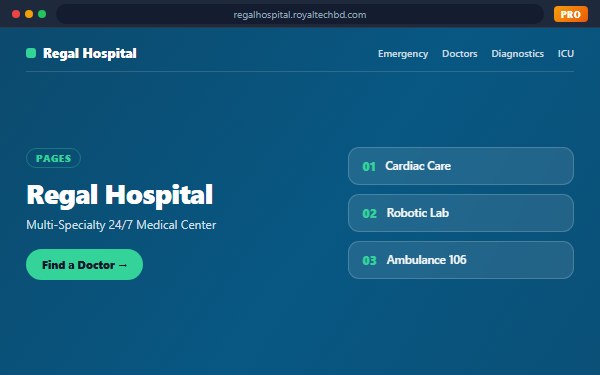 regalhospital.royaltechbd.com
PRO
Regal Hospital
Emergency Doctors Diagnostics ICU
PAGES
Regal Hospital
Multi-Specialty 24/7 Medical Center
Find a Doctor →
01 Cardiac Care
02 Robotic Lab
03 Ambulance 106